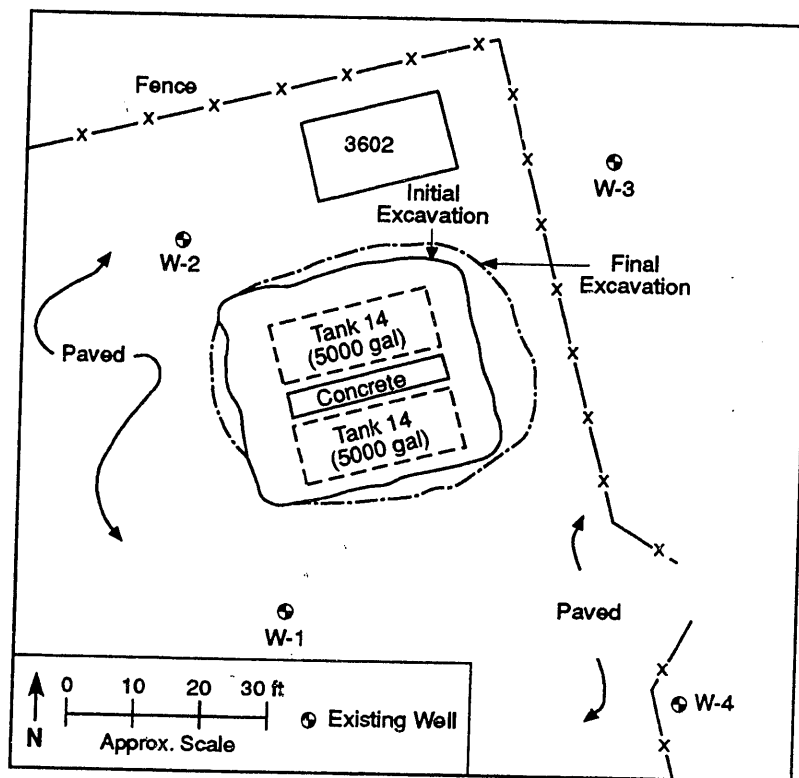 Fence
3602
W-3
Initial
Excavation
W-2
Final
Excavation
Paved
Tank 14
(5000 gal)
Concrete
Tank 14
(5000 gal)
Paved
W-1
W-4
0 10 20 30 ft
Approx. Scale
N
Existing Well